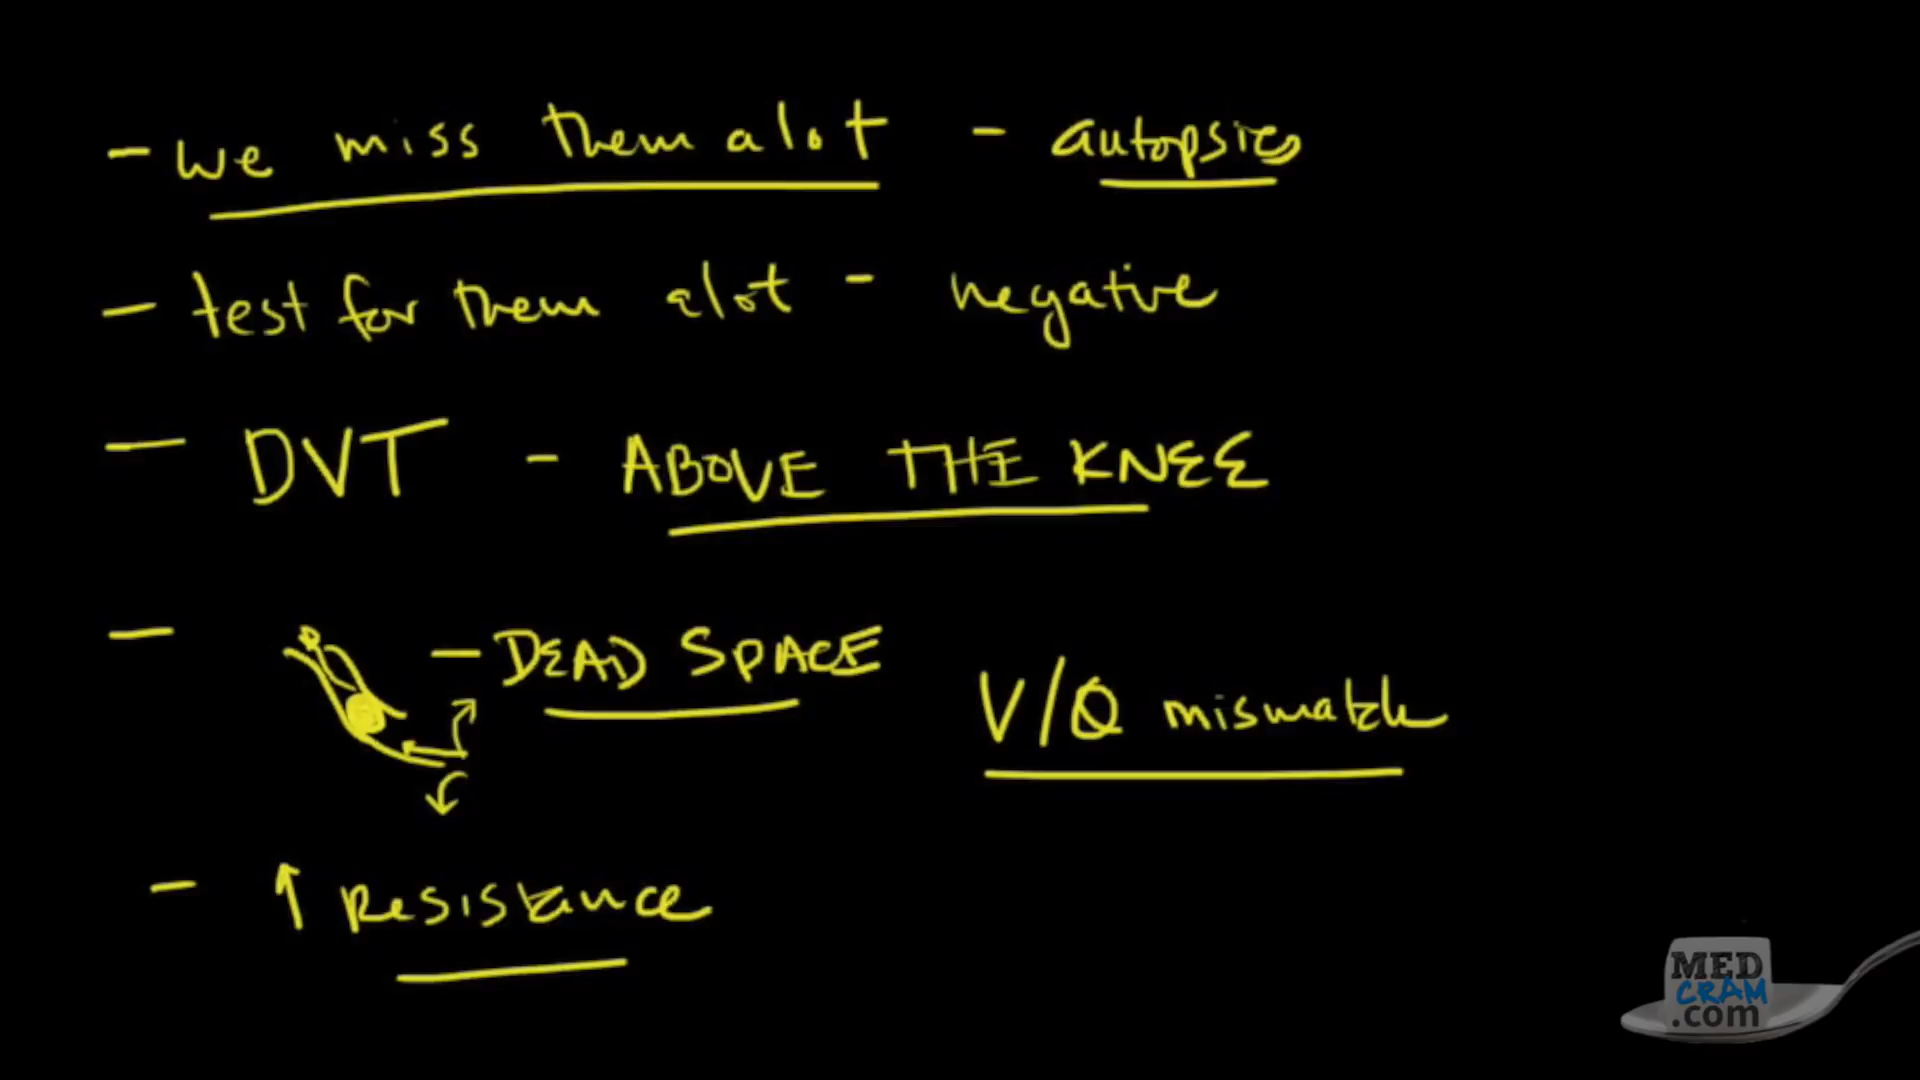 - we miss them alot - autopsies
- test for them alot - negative
- DVT - ABOVE THE KNEE
- - DEAD SPACE
V/Q mismatch
- ↑ Resistance
MED
CRAM
.com